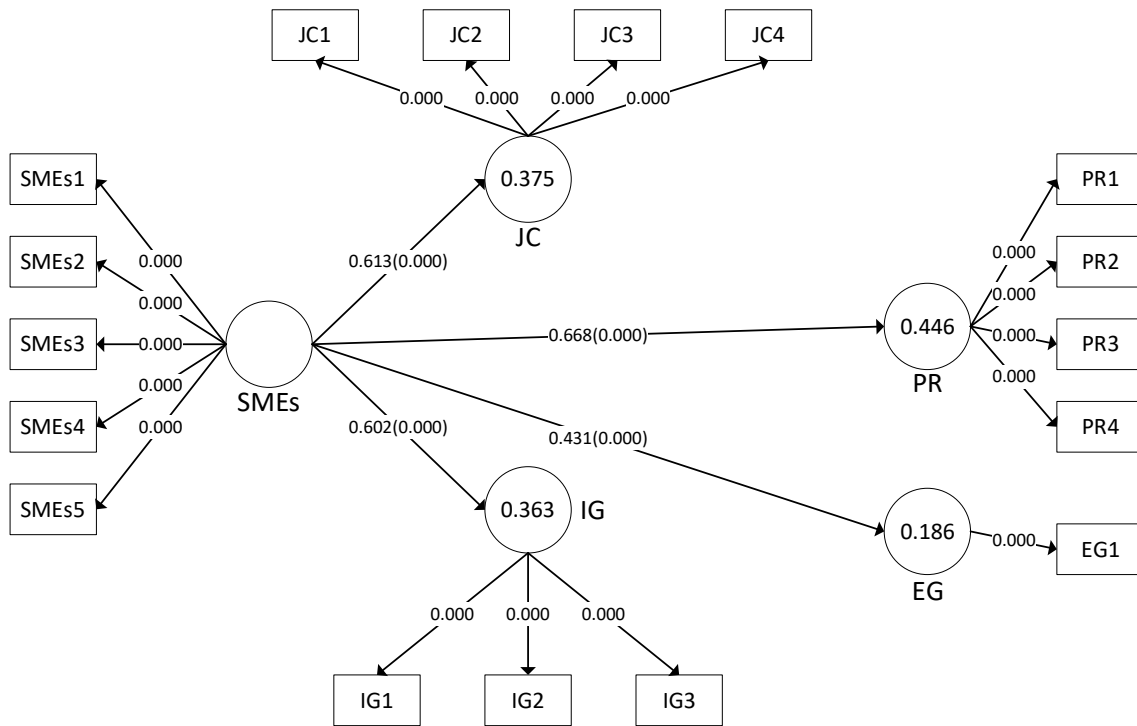 JC1
JC2
JC3
JC4
0.000
0.000
0.000
0.000
0.375
JC
SMEs1
SMEs2
SMEs3
SMEs4
SMEs5
0.000
0.000
0.000
0.000
0.000
SMEs
0.613(0.000)
0.668(0.000)
0.602(0.000)
0.431(0.000)
0.446
PR
0.000
0.000
0.000
0.000
PR1
PR2
PR3
PR4
0.363
IG
0.186
EG
0.000
EG1
0.000
0.000
0.000
IG1
IG2
IG3